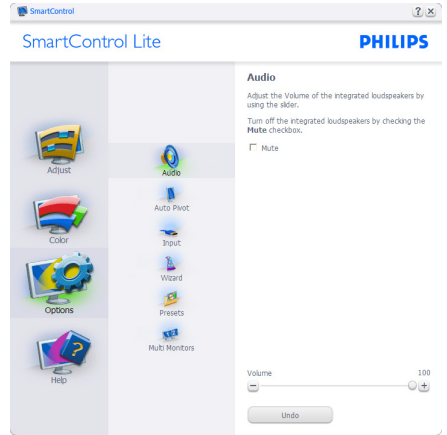 SmartControl
SmartControl Lite
PHILIPS
Adjust
Color
Options
Help
Audio
Auto Pivot
Input
Wizard
Presets
Multi Monitors
Audio
Adjust the Volume of the integrated loudspeakers by
using the slider.
Turn off the integrated loudspeakers by checking the
Mute checkbox.
Mute
Volume 100
Undo